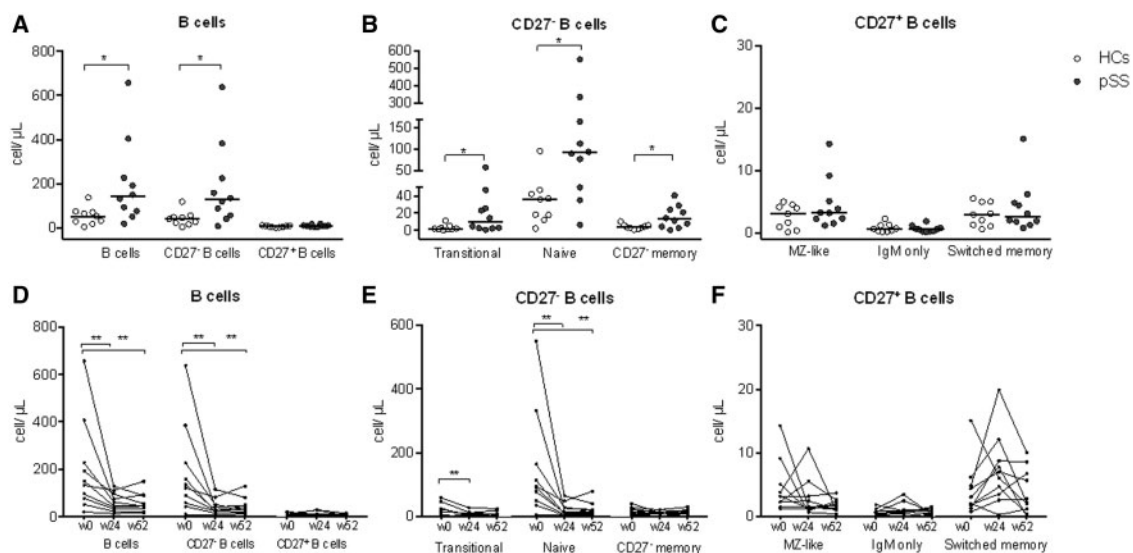 A
B cells
cell/ µL
800
600
400
200
0
*
*
B cells
CD27⁻ B cells
CD27⁺ B cells
B
CD27⁻ B cells
cell/ µL
600
500
400
300
200
150
100
50
40
20
0
*
*
*
Transitional
Naive
CD27⁻ memory
C
CD27⁺ B cells
cell/ µL
30
20
10
0
MZ-like
IgM only
Switched memory
HCs
pSS
D
B cells
cell/ µL
800
600
400
200
0
**
**
**
**
w0 w24 w52
w0 w24 w52
w0 w24 w52
B cells
CD27⁻ B cells
CD27⁺ B cells
E
CD27⁻ B cells
cell/ µL
600
400
200
0
**
**
**
w0 w24 w52
w0 w24 w52
w0 w24 w52
Transitional
Naive
CD27⁻ memory
F
CD27⁺ B cells
cell/ µL
30
20
10
0
w0 w24 w52
w0 w24 w52
w0 w24 w52
MZ-like
IgM only
Switched memory